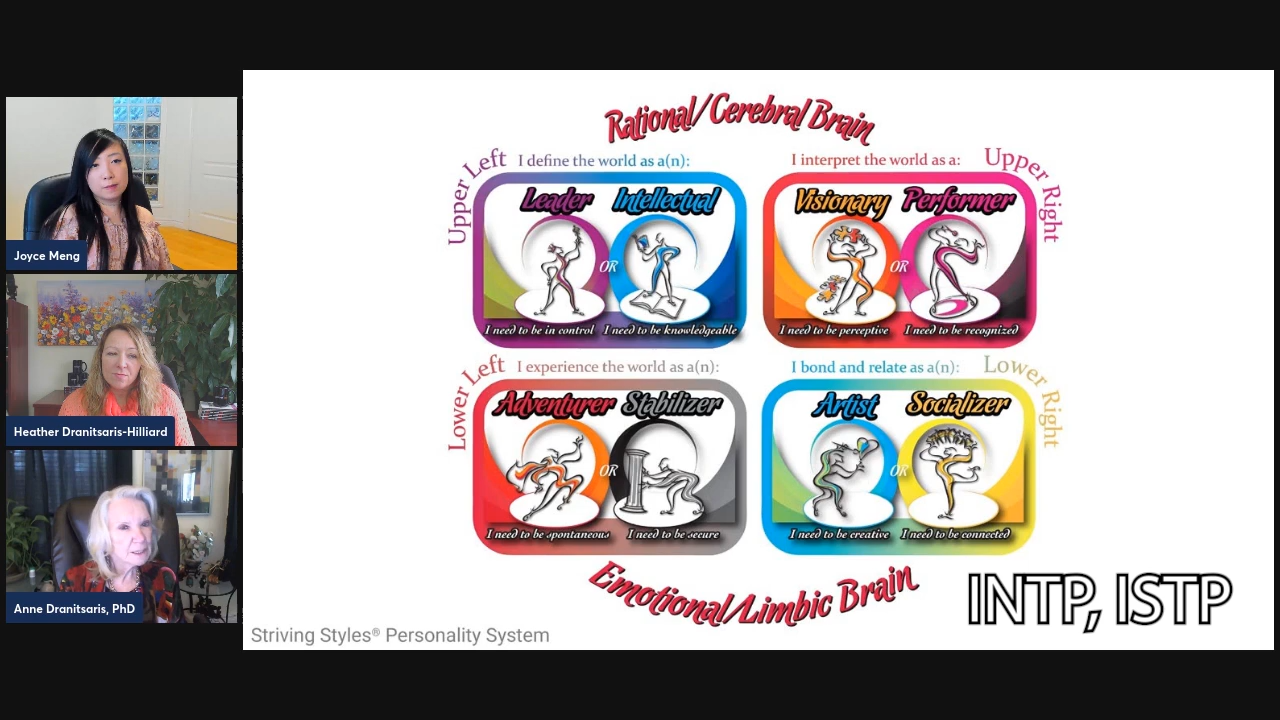 Joyce Meng
Heather Dranitsaris-Hilliard
Anne Dranitsaris, PhD
Rational/Cerebral Brain
Upper Left
I define the world as a(n):
Leader
Intellectual
OR
I need to be in control
I need to be knowledgeable
I interpret the world as a:
Upper Right
Visionary
Performer
OR
I need to be perceptive
I need to be recognized
Lower Left
I experience the world as a(n):
Adventurer
Stabilizer
OR
I need to be spontaneous
I need to be secure
I bond and relate as a(n):
Lower Right
Artist
Socializer
OR
I need to be creative
I need to be connected
Emotional/Limbic Brain
INTP, ISTP
Striving Styles® Personality System